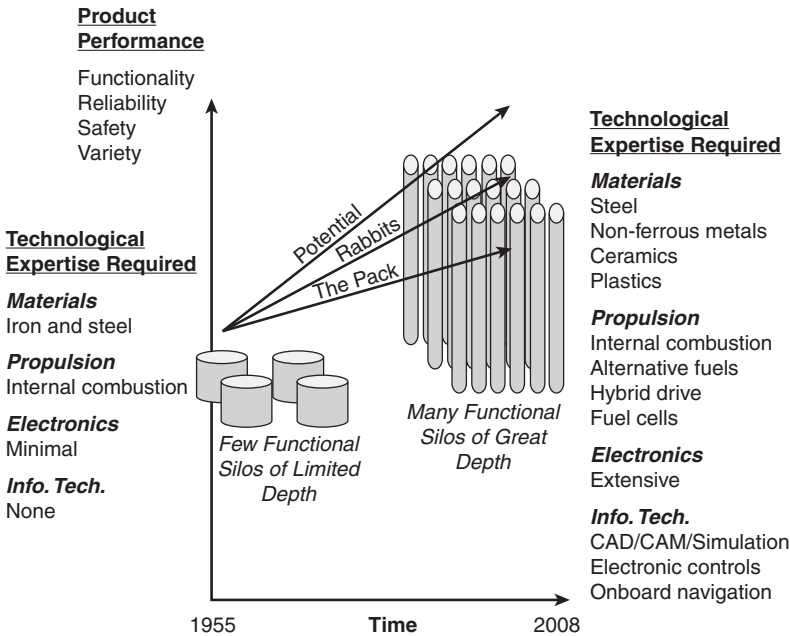 Product
Performance
Functionality
Reliability
Safety
Variety
Technological
Expertise Required
Materials
Iron and steel
Propulsion
Internal combustion
Electronics
Minimal
Info. Tech.
None
Potential
Rabbits
The Pack
Few Functional
Silos of Limited
Depth
Many Functional
Silos of Great
Depth
Technological
Expertise Required
Materials
Steel
Non-ferrous metals
Ceramics
Plastics
Propulsion
Internal combustion
Alternative fuels
Hybrid drive
Fuel cells
Electronics
Extensive
Info. Tech.
CAD/CAM/Simulation
Electronic controls
Onboard navigation
1955
Time
2008